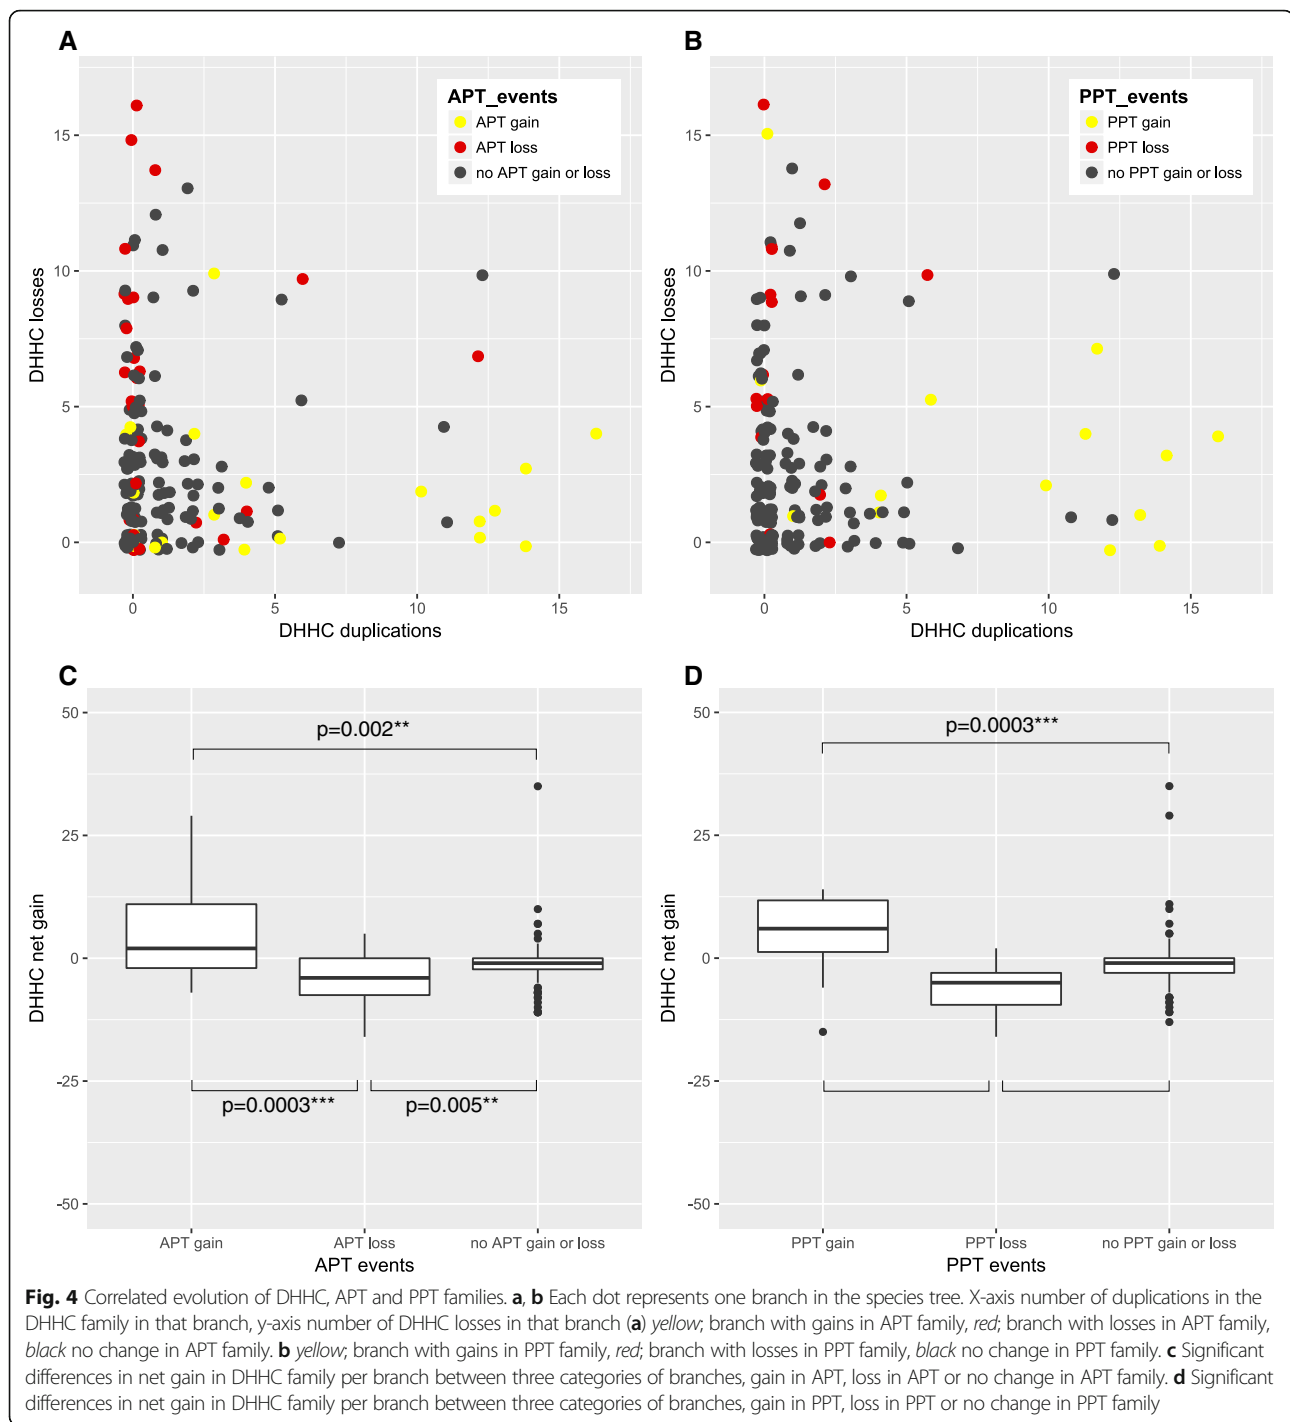 A
APT_events
APT gain
APT loss
no APT gain or loss
15
10
5
0
DHHC losses
0
5
10
15
DHHC duplications
B
PPT_events
PPT gain
PPT loss
no PPT gain or loss
15
10
5
0
DHHC losses
0
5
10
15
DHHC duplications
C
50
25
0
-25
-50
DHHC net gain
p=0.002**
p=0.0003***
p=0.005**
APT gain
APT loss
no APT gain or loss
APT events
D
50
25
0
-25
-50
DHHC net gain
p=0.0003***
PPT gain
PPT loss
no PPT gain or loss
PPT events
Fig. 4 Correlated evolution of DHHC, APT and PPT families. a, b Each dot represents one branch in the species tree. X-axis number of duplications in the
DHHC family in that branch, y-axis number of DHHC losses in that branch (a) yellow; branch with gains in APT family, red; branch with losses in APT family,
black no change in APT family. b yellow; branch with gains in PPT family, red; branch with losses in PPT family, black no change in PPT family. c Significant
differences in net gain in DHHC family per branch between three categories of branches, gain in APT, loss in APT or no change in APT family. d Significant
differences in net gain in DHHC family per branch between three categories of branches, gain in PPT, loss in PPT or no change in PPT family